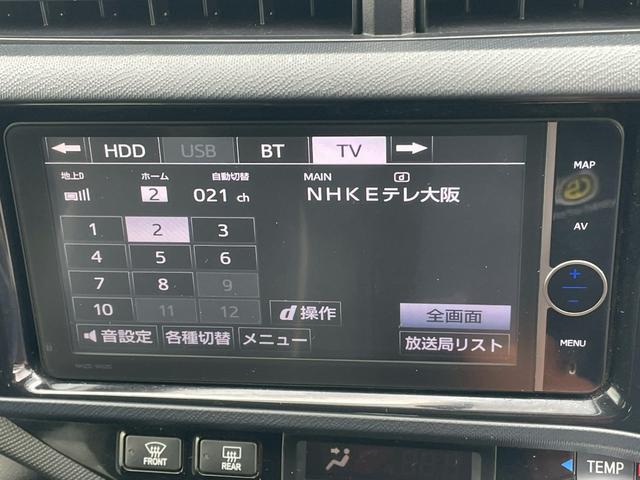 HDD USB BT TV
地上D ホーム 自動切替 MAIN d
2 021 ch NHKEテレ大阪
1 2 3
4 5 6
7 8 9
10 11 12
d 操作 全画面
音設定 各種切替 メニュー 放送局リスト
MAP
AV
+
−
MENU
FRONT REAR TEMP